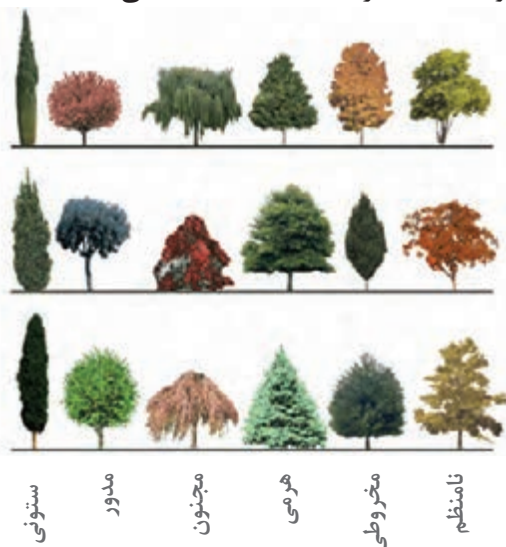 ستونی
مدور
مجنون
هرمی
مخروطی
نامنظم